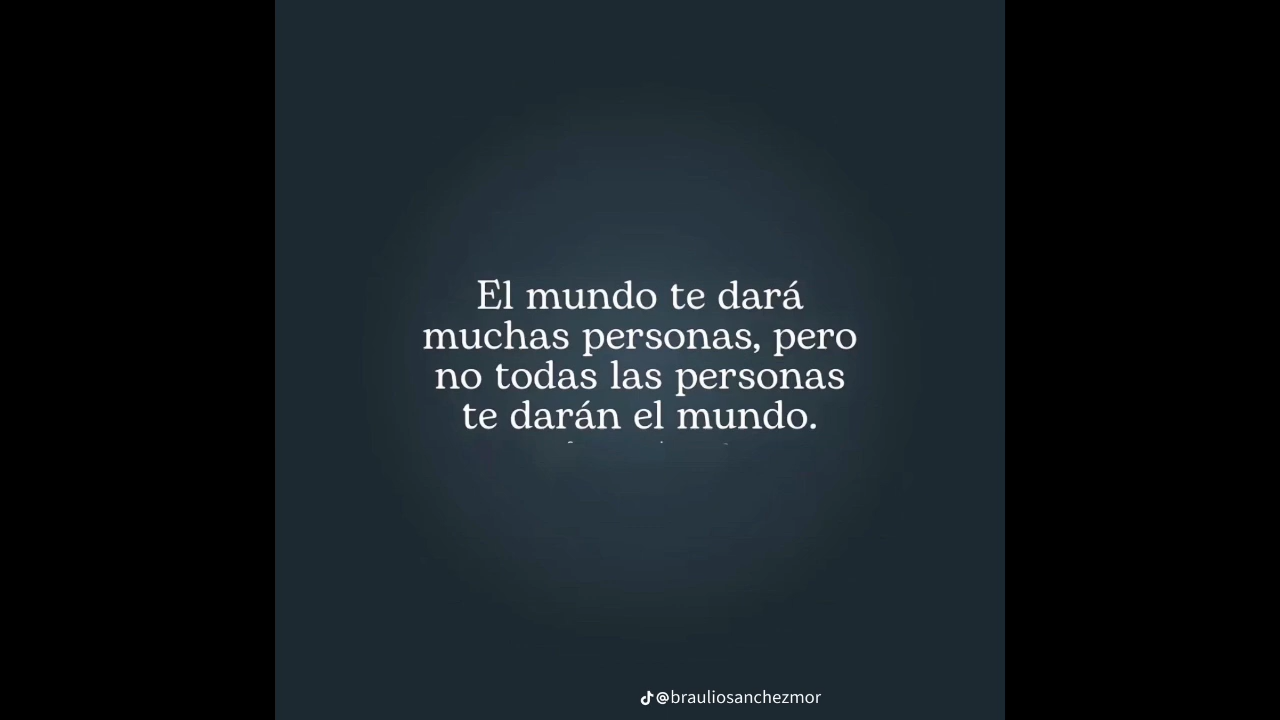 El mundo te dará
muchas personas, pero
no todas las personas
te darán el mundo.
@brauliosanchezmor